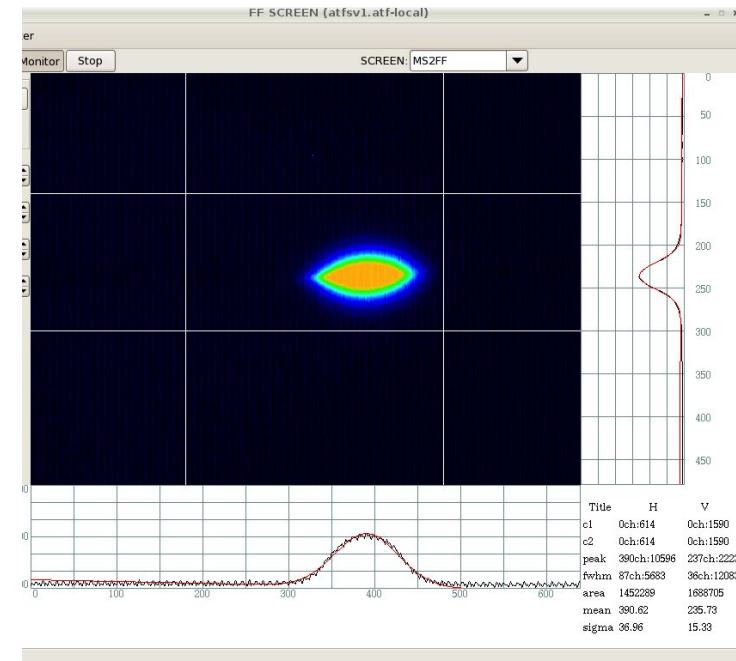 FF SCREEN (atfsv1.atf-local)
er
Monitor Stop SCREEN: MS2FF
0
50
100
150
200
250
300
350
400
450
0 100 200 300 400 500 600
Title H V
c1 0ch:614 0ch:1590
c2 0ch:614 0ch:1590
peak 390ch:10596 237ch:2223
fwhm 87ch:5683 36ch:12083
area 1452289 1688705
mean 390.62 235.73
sigma 36.96 15.33